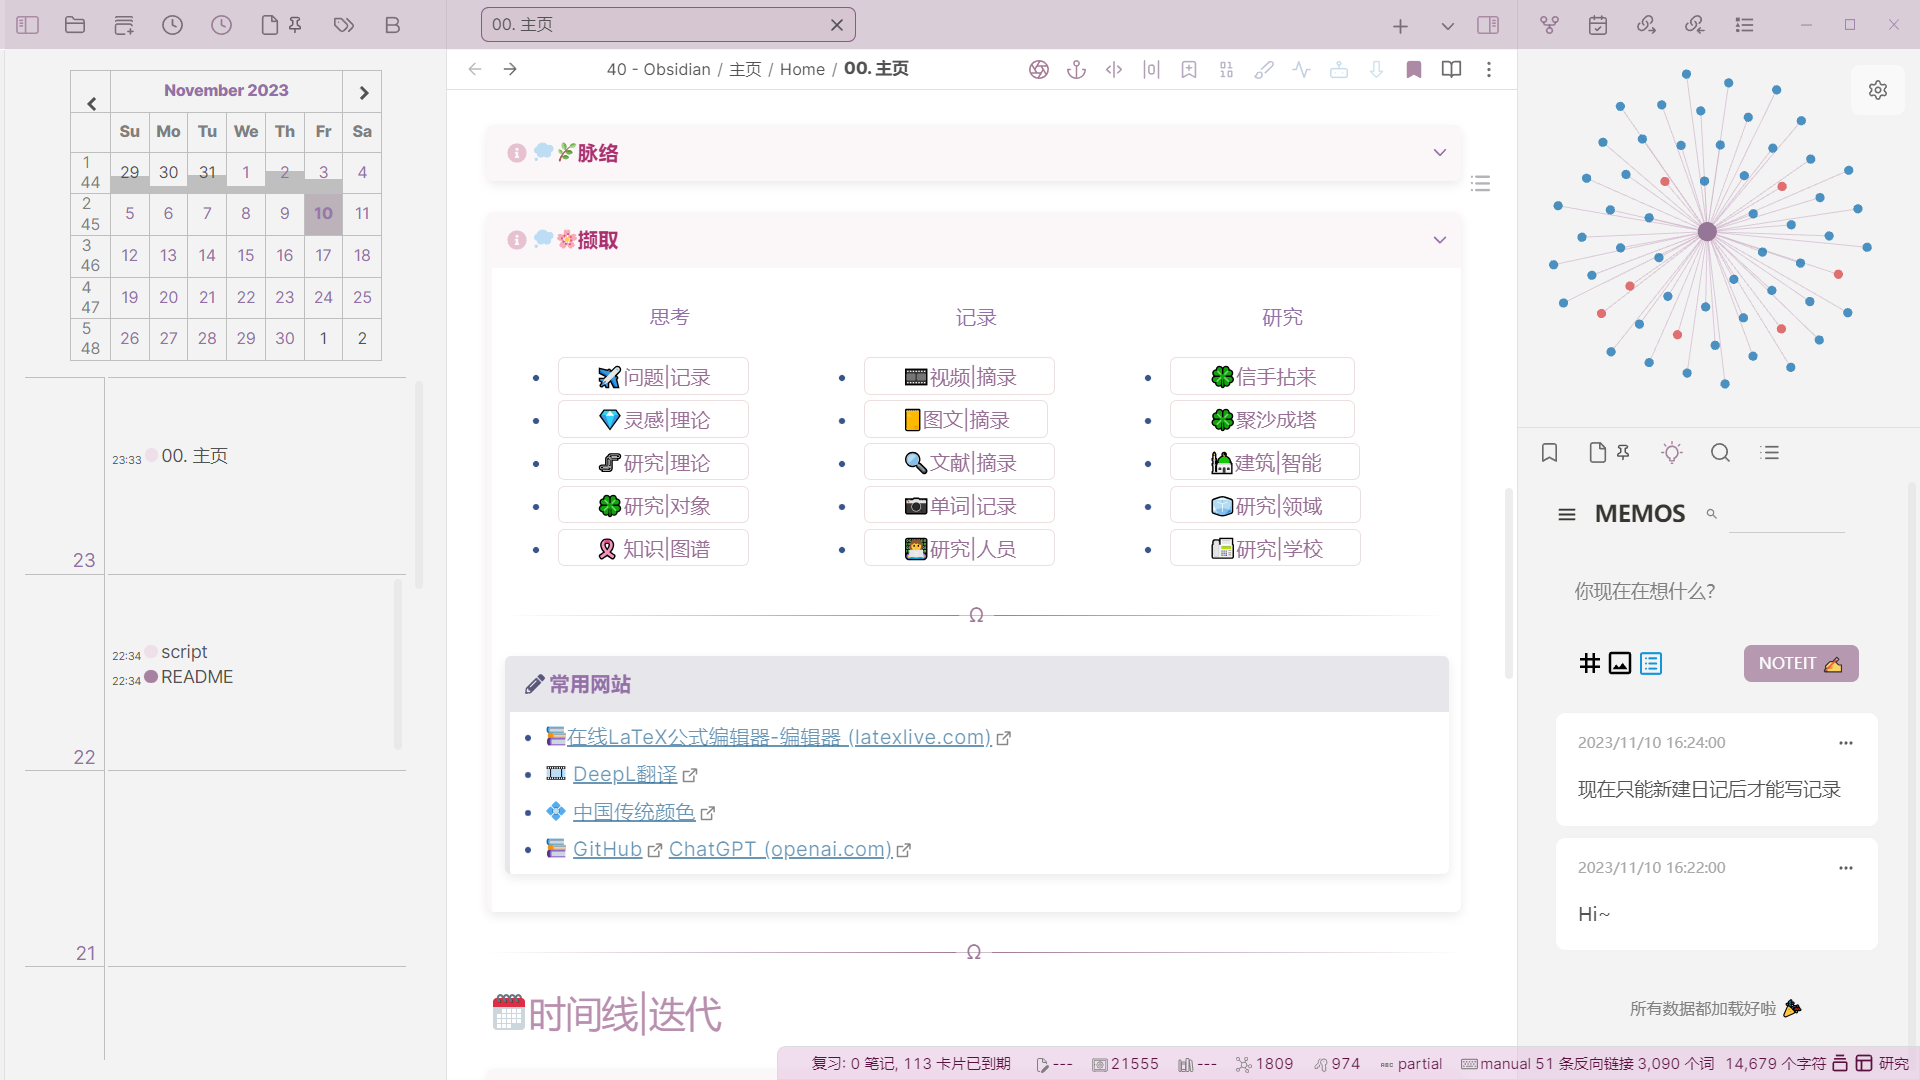 00. 主页
November 2023
Su Mo Tu We Th Fr Sa
1 44 29 30 31 1 2 3 4
2 45 5 6 7 8 9 10 11
3 46 12 13 14 15 16 17 18
4 47 19 20 21 22 23 24 25
5 48 26 27 28 29 30 1 2
23:33 00. 主页
23
22:34 script
22:34 README
22
21
40 - Obsidian / 主页 / Home / 00. 主页
脉络
撷取
思考
问题|记录
灵感|理论
研究|理论
研究|对象
知识|图谱
记录
视频|摘录
图文|摘录
文献|摘录
单词|记录
研究|人员
研究
信手拈来
聚沙成塔
建筑|智能
研究|领域
研究|学校
Ω
常用网站
在线LaTeX公式编辑器-编辑器 (latexlive.com)
DeepL翻译
中国传统颜色
GitHub ChatGPT (openai.com)
Ω
时间线|迭代
MEMOS
你现在在想什么?
NOTEIT
2023/11/10 16:24:00
现在只能新建日记后才能写记录
2023/11/10 16:22:00
Hi~
所有数据都加载好啦
复习: 0 笔记, 113 卡片已到期 --- 21555 --- 1809 974 partial manual 51 条反向链接 3,090 个词 14,679 个字符 研究